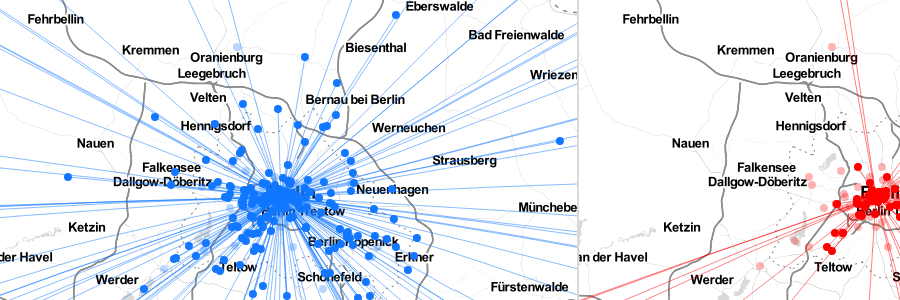 Eberswalde
Fehrbellin
Bad Freienwalde
Kremmen
Biesenthal
Oranienburg
Leegebruch
Wriezen
Velten
Bernau bei Berlin
Hennigsdorf
Werneuchen
Nauen
Strausberg
Falkensee
Dallgow-Döberitz
Neuenhagen
Müncheberg
Ketzin
Berlin Köpenick
der Havel
Erkner
Teltow
Werder
Schönefeld
Fürstenwalde
Fehrbellin
Kremmen
Oranienburg
Leegebruch
Velten
Hennigsdorf
Nauen
Falkensee
Dallgow-Döberitz
Ketzin
an der Havel
Werder
Teltow